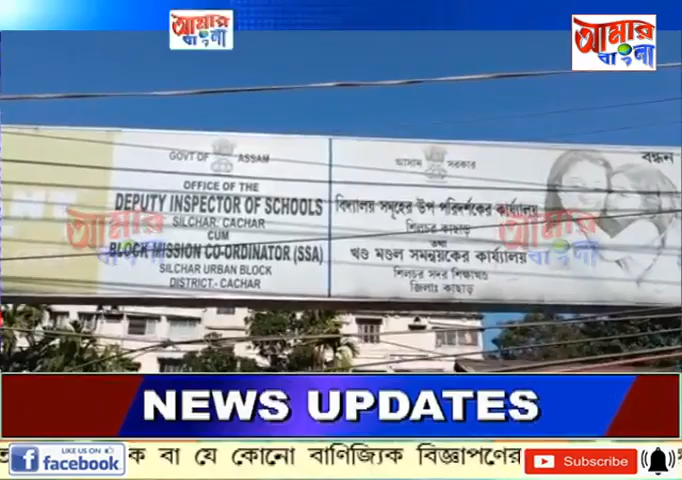 আমার
বাংলা
আমার
বাংলা
GOVT OF ASSAM
OFFICE OF THE
DEPUTY INSPECTOR OF SCHOOLS
SILCHAR: CACHAR
CUM
BLOCK MISSION CO-ORDINATOR (SSA)
SILCHAR URBAN BLOCK
DISTRICT.- CACHAR
আসাম সরকার
বিদ্যালয় সমূহের উপ পরিদর্শকের কার্য্যালয়
শিলচর কাছাড়
তথা
খণ্ড মণ্ডল সমন্বয়কের কার্য্যালয়
শিলচর সদর শিক্ষাখণ্ড
জিলাঃ কাছাড়
বন্ধন
আমার
বাংলা
আমার
বাংলা
NEWS UPDATES
LIKE US ON
facebook
ক বা যে কোনো বাণিজ্যিক বিজ্ঞাপনের
Subscribe